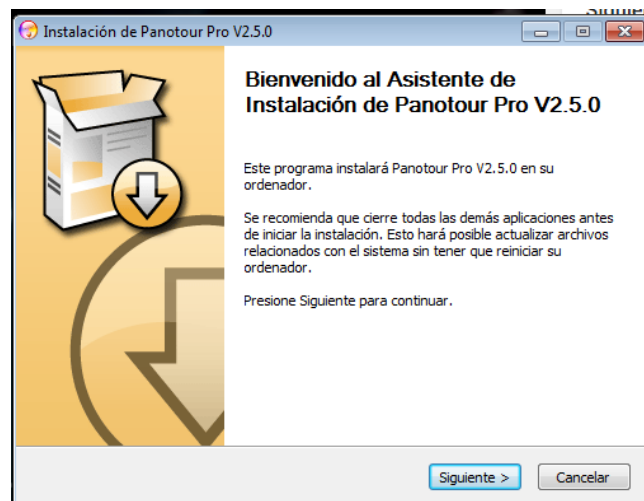 Instalación de Panotour Pro V2.5.0
Bienvenido al Asistente de
Instalación de Panotour Pro V2.5.0
Este programa instalará Panotour Pro V2.5.0 en su
ordenador.
Se recomienda que cierre todas las demás aplicaciones antes
de iniciar la instalación. Esto hará posible actualizar archivos
relacionados con el sistema sin tener que reiniciar su
ordenador.
Presione Siguiente para continuar.
Siguiente >
Cancelar